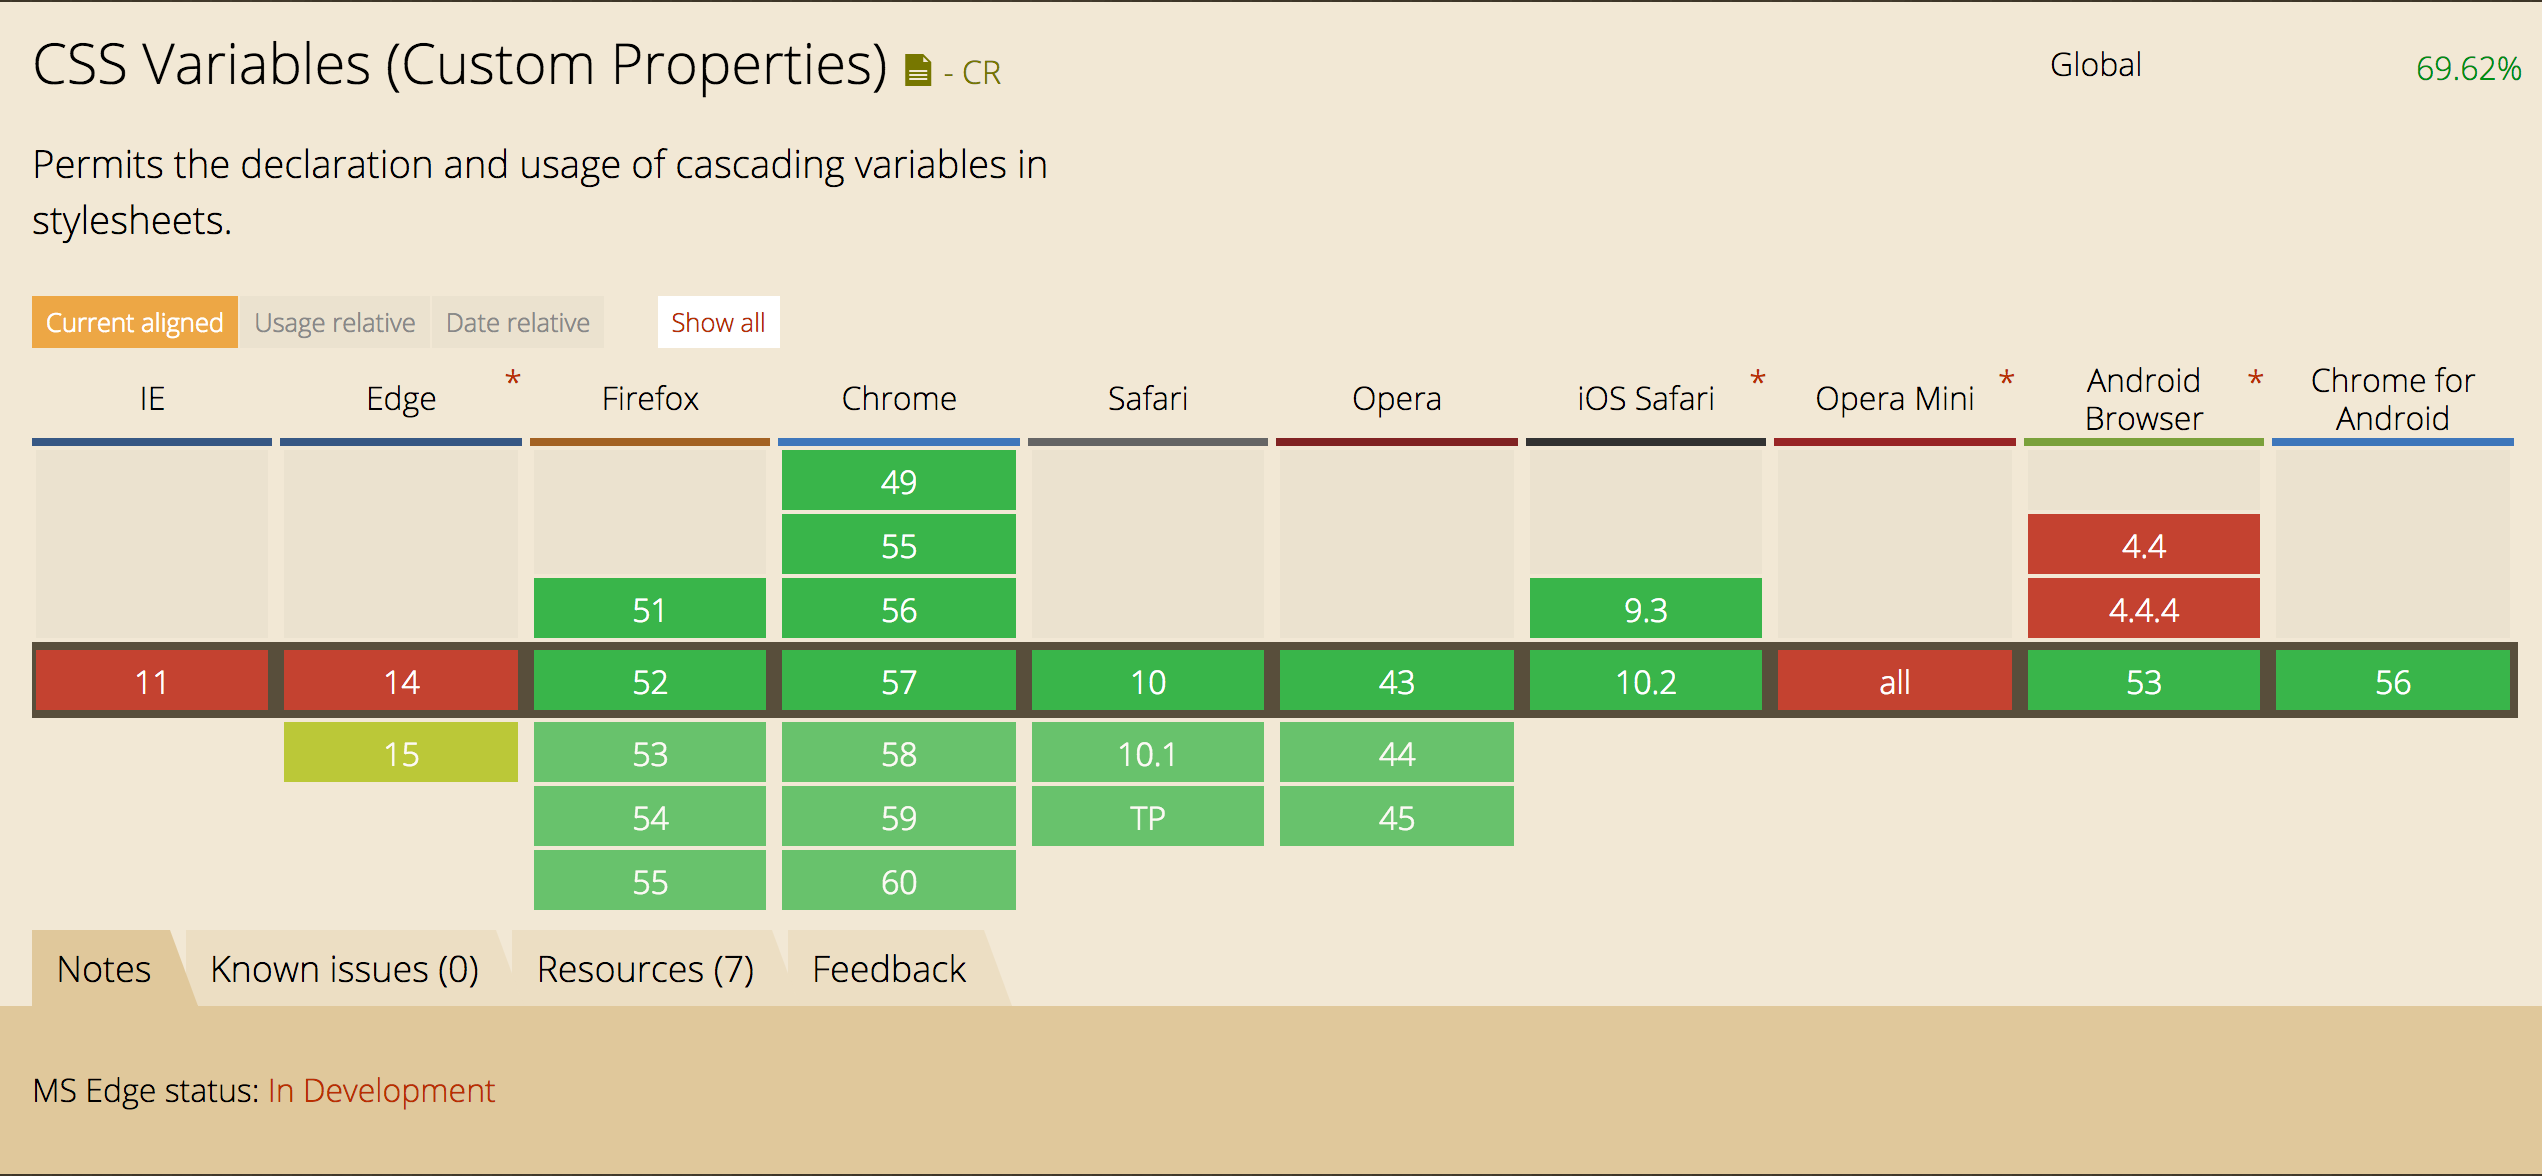 CSS Variables (Custom Properties) - CR
Global 69.62%
Permits the declaration and usage of cascading variables in
stylesheets.
Current aligned Usage relative Date relative Show all
IE Edge * Firefox Chrome Safari Opera iOS Safari * Opera Mini * Android Browser * Chrome for Android
49
55 4.4
51 56 9.3 4.4.4
11 14 52 57 10 43 10.2 all 53 56
15 53 58 10.1 44
54 59 TP 45
55 60
Notes Known issues (0) Resources (7) Feedback
MS Edge status: In Development